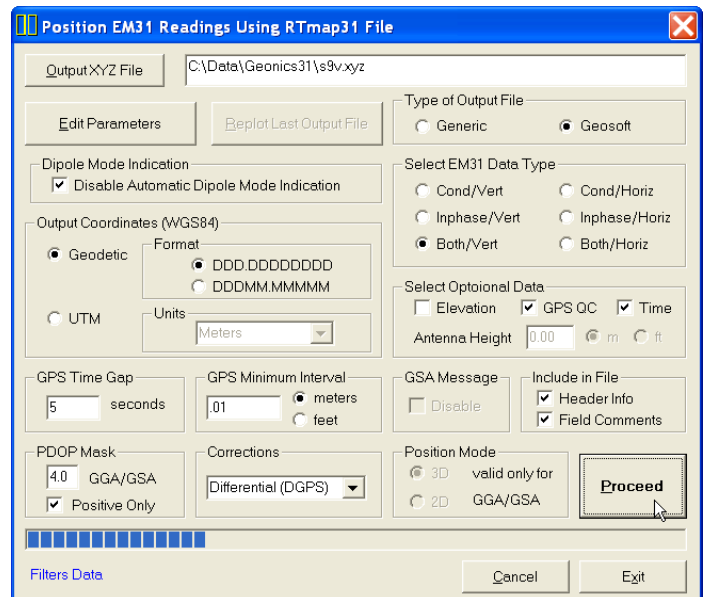 Position EM31 Readings Using RTmap31 File
Output XYZ File
C:\Data\Geonics31\s9v.xyz
Edit Parameters
Replot Last Output File
Type of Output File
Generic
Geosoft
Dipole Mode Indication
Disable Automatic Dipole Mode Indication
Select EM31 Data Type
Cond/Vert
Cond/Horiz
Inphase/Vert
Inphase/Horiz
Both/Vert
Both/Horiz
Output Coordinates (WGS84)
Geodetic
Format
DDD.DDDDDDDD
DDDMM.MMMMM
UTM
Units
Meters
Select Optoional Data
Elevation
GPS QC
Time
Antenna Height
0.00
m
ft
GPS Time Gap
5
seconds
GPS Minimum Interval
.01
meters
feet
GSA Message
Disable
Include in File
Header Info
Field Comments
PDOP Mask
4.0
GGA/GSA
Positive Only
Corrections
Differential (DGPS)
Position Mode
3D
valid only for
2D
GGA/GSA
Proceed
Filters Data
Cancel
Exit